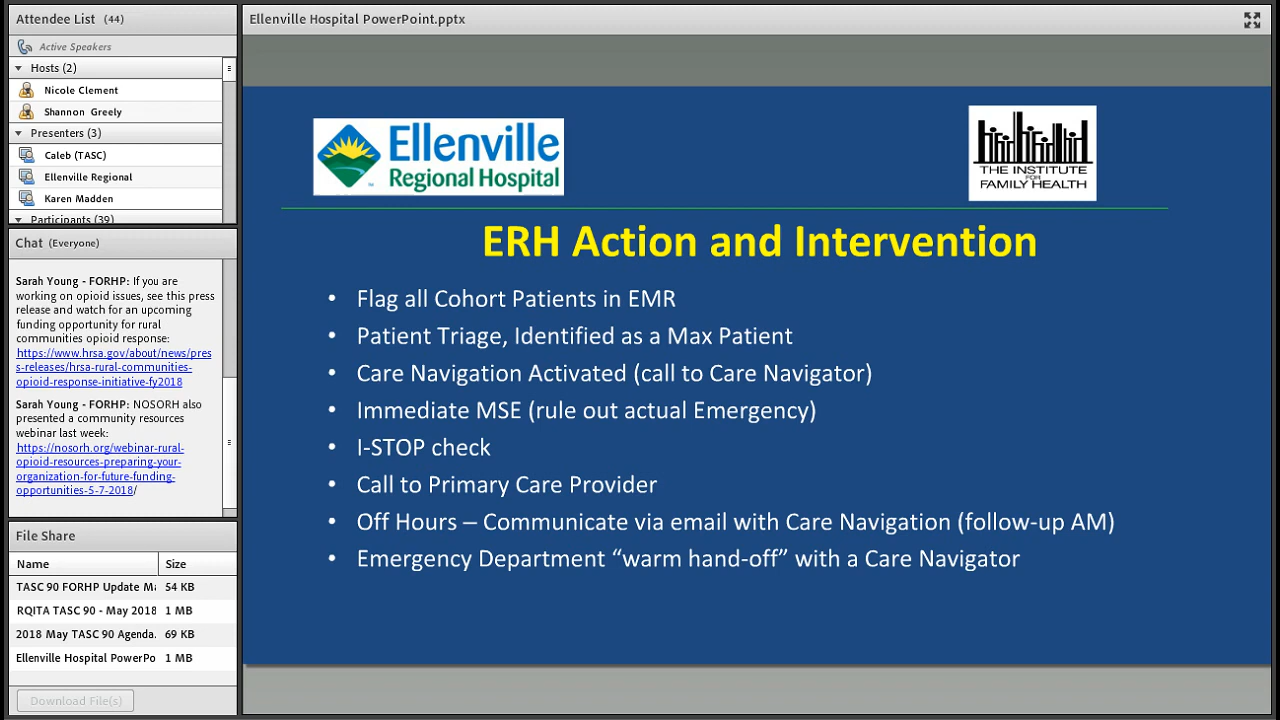 Attendee List (44)
Active Speakers
Hosts (2)
Nicole Clement
Shannon Greely
Presenters (3)
Caleb (TASC)
Ellenville Regional
Karen Madden
Participants (39)
Chat (Everyone)
Sarah Young - FORHP: If you are
working on opioid issues, see this press
release and watch for an upcoming
funding opportunity for rural
communities opioid response:
https://www.hrsa.gov/about/news/pres
s-releases/hrsa-rural-communities-
opioid-response-initiative-fy2018
Sarah Young - FORHP: NOSORH also
presented a community resources
webinar last week:
https://nosorh.org/webinar-rural-
opioid-resources-preparing-your-
organization-for-future-funding-
opportunities-5-7-2018/
File Share
Name Size
TASC 90 FORHP Update Ma 54 KB
RQITA TASC 90 - May 2018 1 MB
2018 May TASC 90 Agenda. 69 KB
Ellenville Hospital PowerPo 1 MB
Download File(s)
Ellenville Hospital PowerPoint.pptx
Ellenville
Regional Hospital
THE INSTITUTE
FOR
FAMILY HEALTH
ERH Action and Intervention
• Flag all Cohort Patients in EMR
• Patient Triage, Identified as a Max Patient
• Care Navigation Activated (call to Care Navigator)
• Immediate MSE (rule out actual Emergency)
• I-STOP check
• Call to Primary Care Provider
• Off Hours – Communicate via email with Care Navigation (follow-up AM)
• Emergency Department “warm hand-off” with a Care Navigator